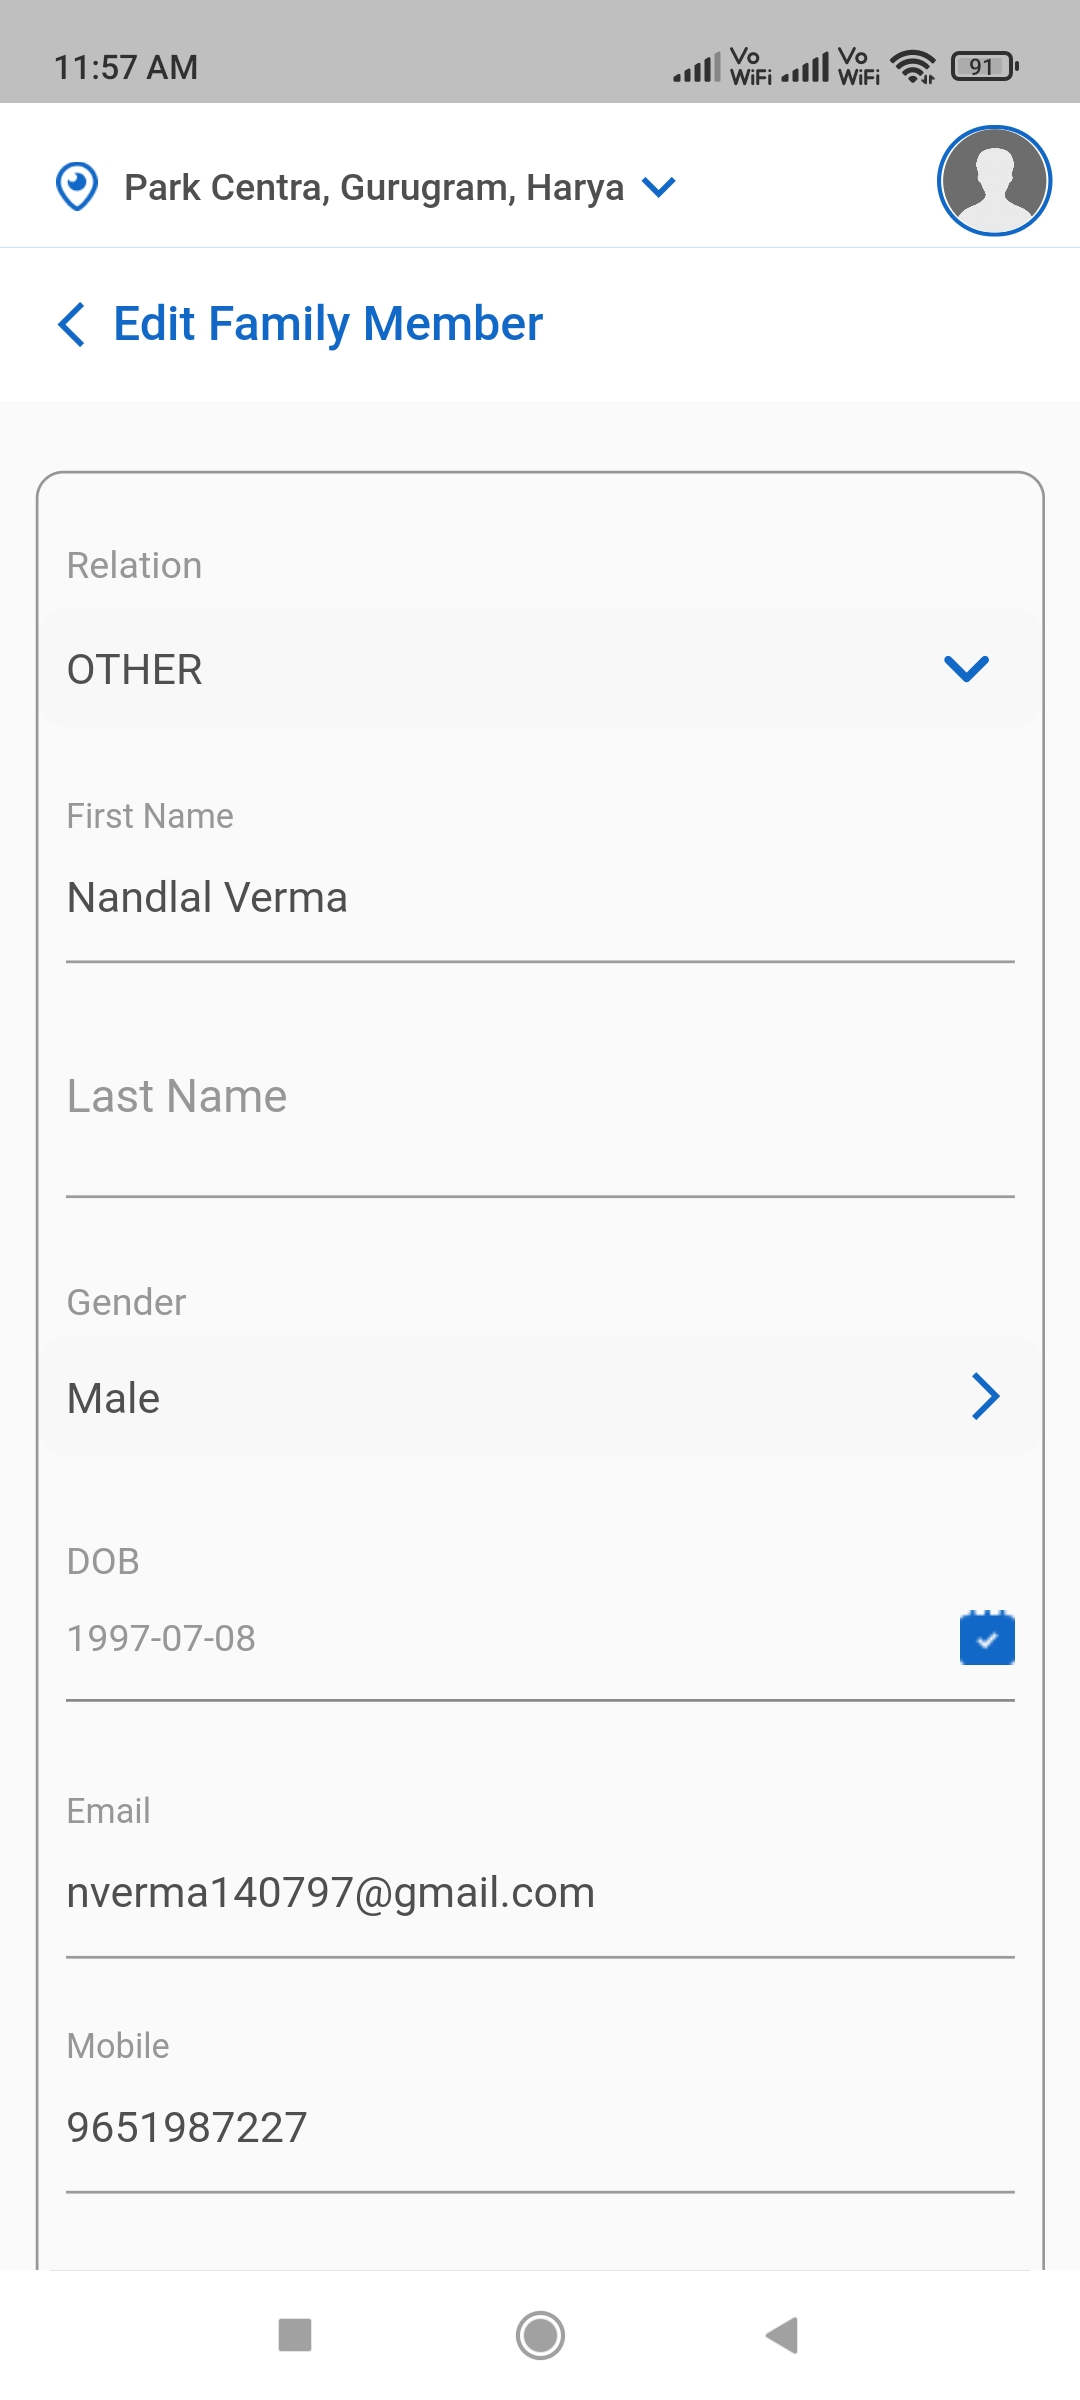 11:57 AM
Vo WiFi
Vo WiFi
91
Park Centra, Gurugram, Harya
Edit Family Member
Relation
OTHER
First Name
Nandlal Verma
Last Name
Gender
Male
DOB
1997-07-08
Email
nverma140797@gmail.com
Mobile
9651987227